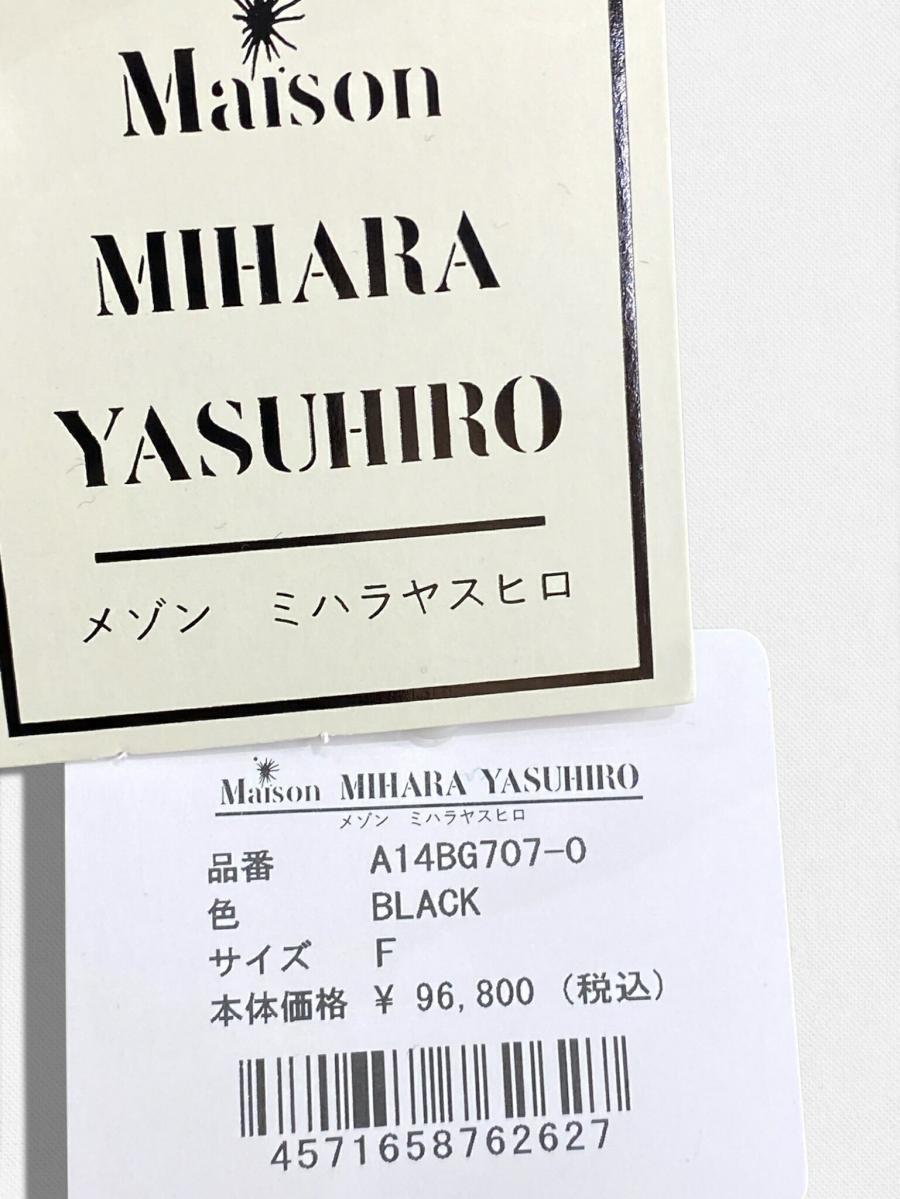 Maison
MIHARA
YASUHIRO
メゾン ミハラヤスヒロ
Maison MIHARA YASUHIRO
メゾン ミハラヤスヒロ
品番 A14BG707-0
色 BLACK
サイズ F
本体価格 ¥ 96,800 (税込)
4571658762627